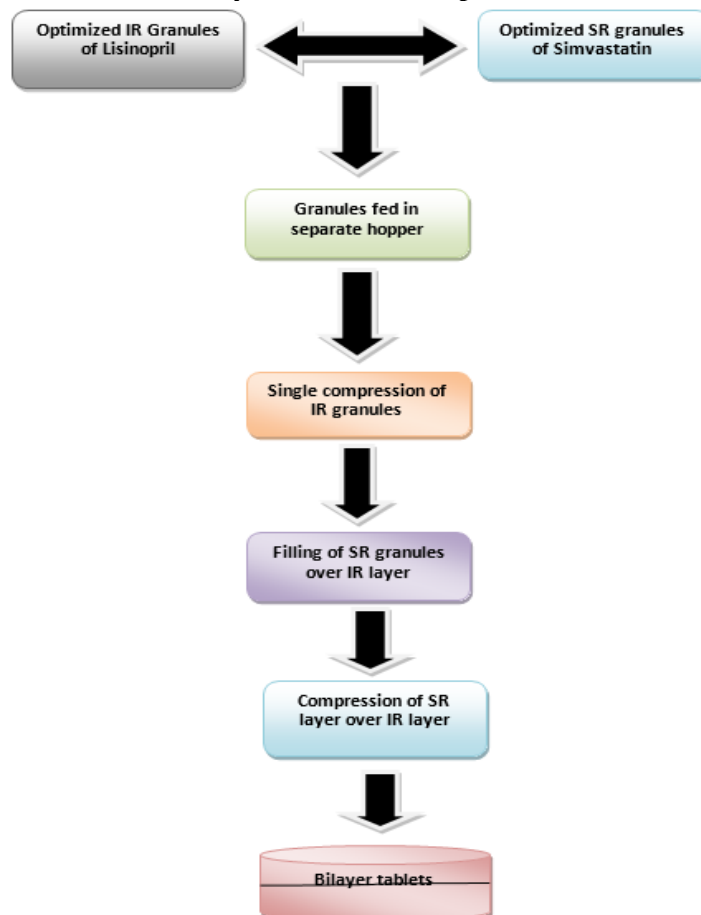 Optimized IR Granules
of Lisinopril
Optimized SR granules
of Simvastatin
Granules fed in
separate hopper
Single compression of
IR granules
Filling of SR granules
over IR layer
Compression of SR
layer over IR layer
Bilayer tablets